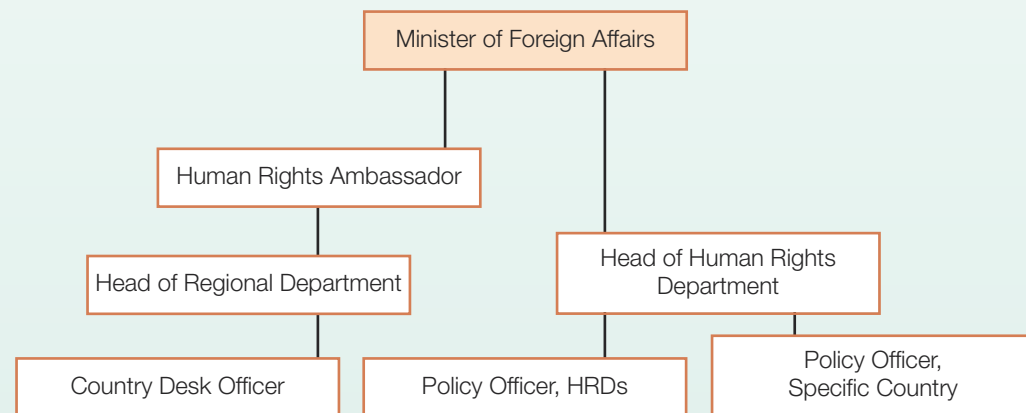 Minister of Foreign Affairs
Human Rights Ambassador
Head of Regional Department
Head of Human Rights
Department
Country Desk Officer
Policy Officer, HRDs
Policy Officer,
Specific Country